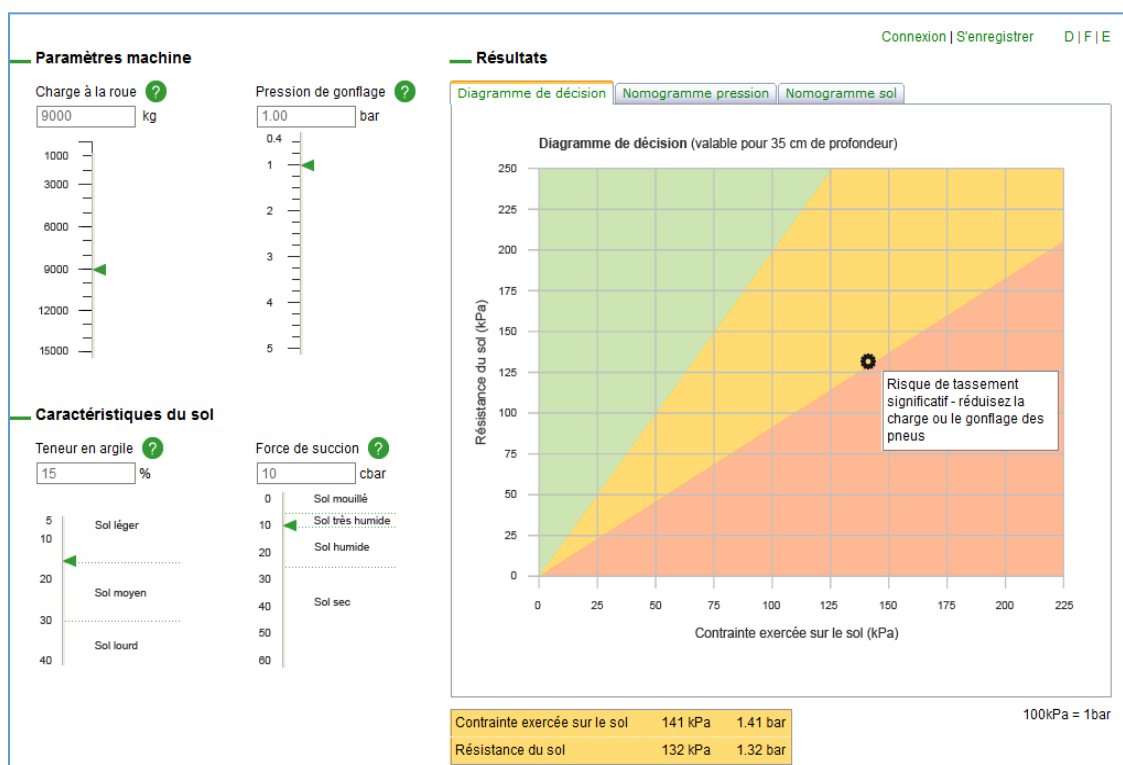 Connexion | S'enregistrer D | F | E
Paramètres machine
Charge à la roue ?
9000 kg
1000
3000
6000
9000
12000
15000
Pression de gonflage ?
1.00 bar
0.4
1
2
3
4
5
Caractéristiques du sol
Teneur en argile ?
15 %
5
10
20
30
40
Sol léger
Sol moyen
Sol lourd
Force de succion ?
10 cbar
0
10
20
30
40
50
60
Sol mouillé
Sol très humide
Sol humide
Sol sec
Résultats
Diagramme de décision Nomogramme pression Nomogramme sol
Diagramme de décision (valable pour 35 cm de profondeur)
Résistance du sol (kPa)
250
225
200
175
150
125
100
75
50
25
0
Risque de tassement
significatif - réduisez la
charge ou le gonflage des
pneus
0 25 50 75 100 125 150 175 200 225
Contrainte exercée sur le sol (kPa)
100kPa = 1bar
Contrainte exercée sur le sol 141 kPa 1.41 bar
Résistance du sol 132 kPa 1.32 bar